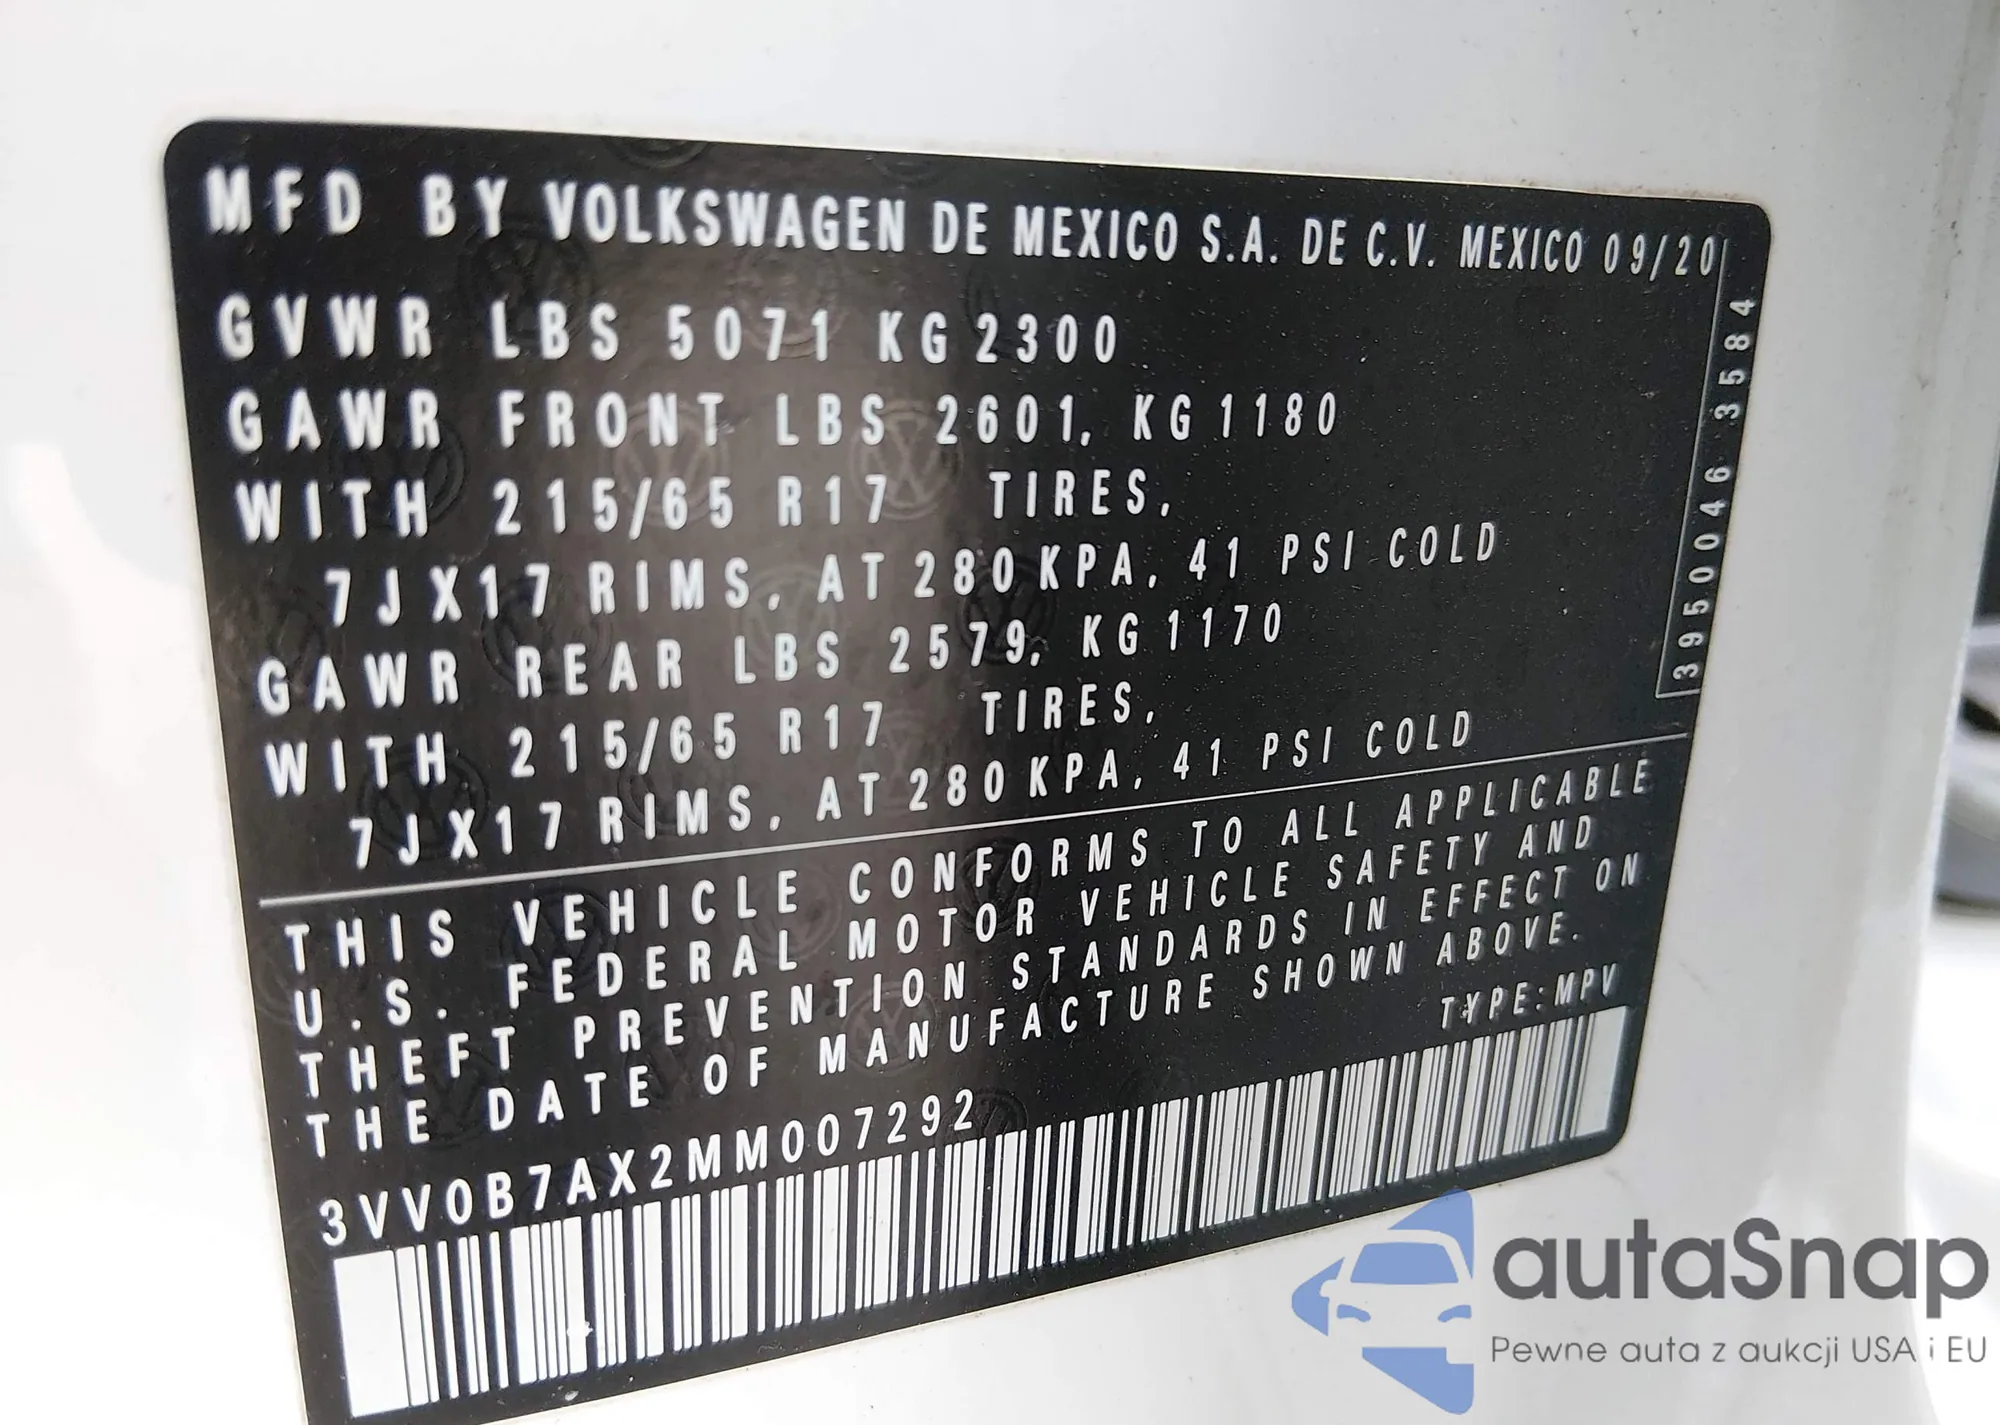 MFD BY VOLKSWAGEN DE MEXICO S.A. DE C.V. MEXICO 09/20
GVWR LBS 5071 KG 2300
GAWR FRONT LBS 2601, KG 1180
WITH 215/65 R17 TIRES,
7JX17 RIMS, AT 280 KPA, 41 PSI COLD
GAWR REAR LBS 2579, KG 1170
WITH 215/65 R17 TIRES,
7JX17 RIMS, AT 280 KPA, 41 PSI COLD
3950046 3584
THIS VEHICLE CONFORMS TO ALL APPLICABLE
U.S. FEDERAL MOTOR VEHICLE SAFETY AND
THEFT PREVENTION STANDARDS IN EFFECT ON
THE DATE OF MANUFACTURE SHOWN ABOVE.
TYPE:MPV
3VV0B7AX2MM007292
autaSnap
Pewne auta z aukcji USA i EU